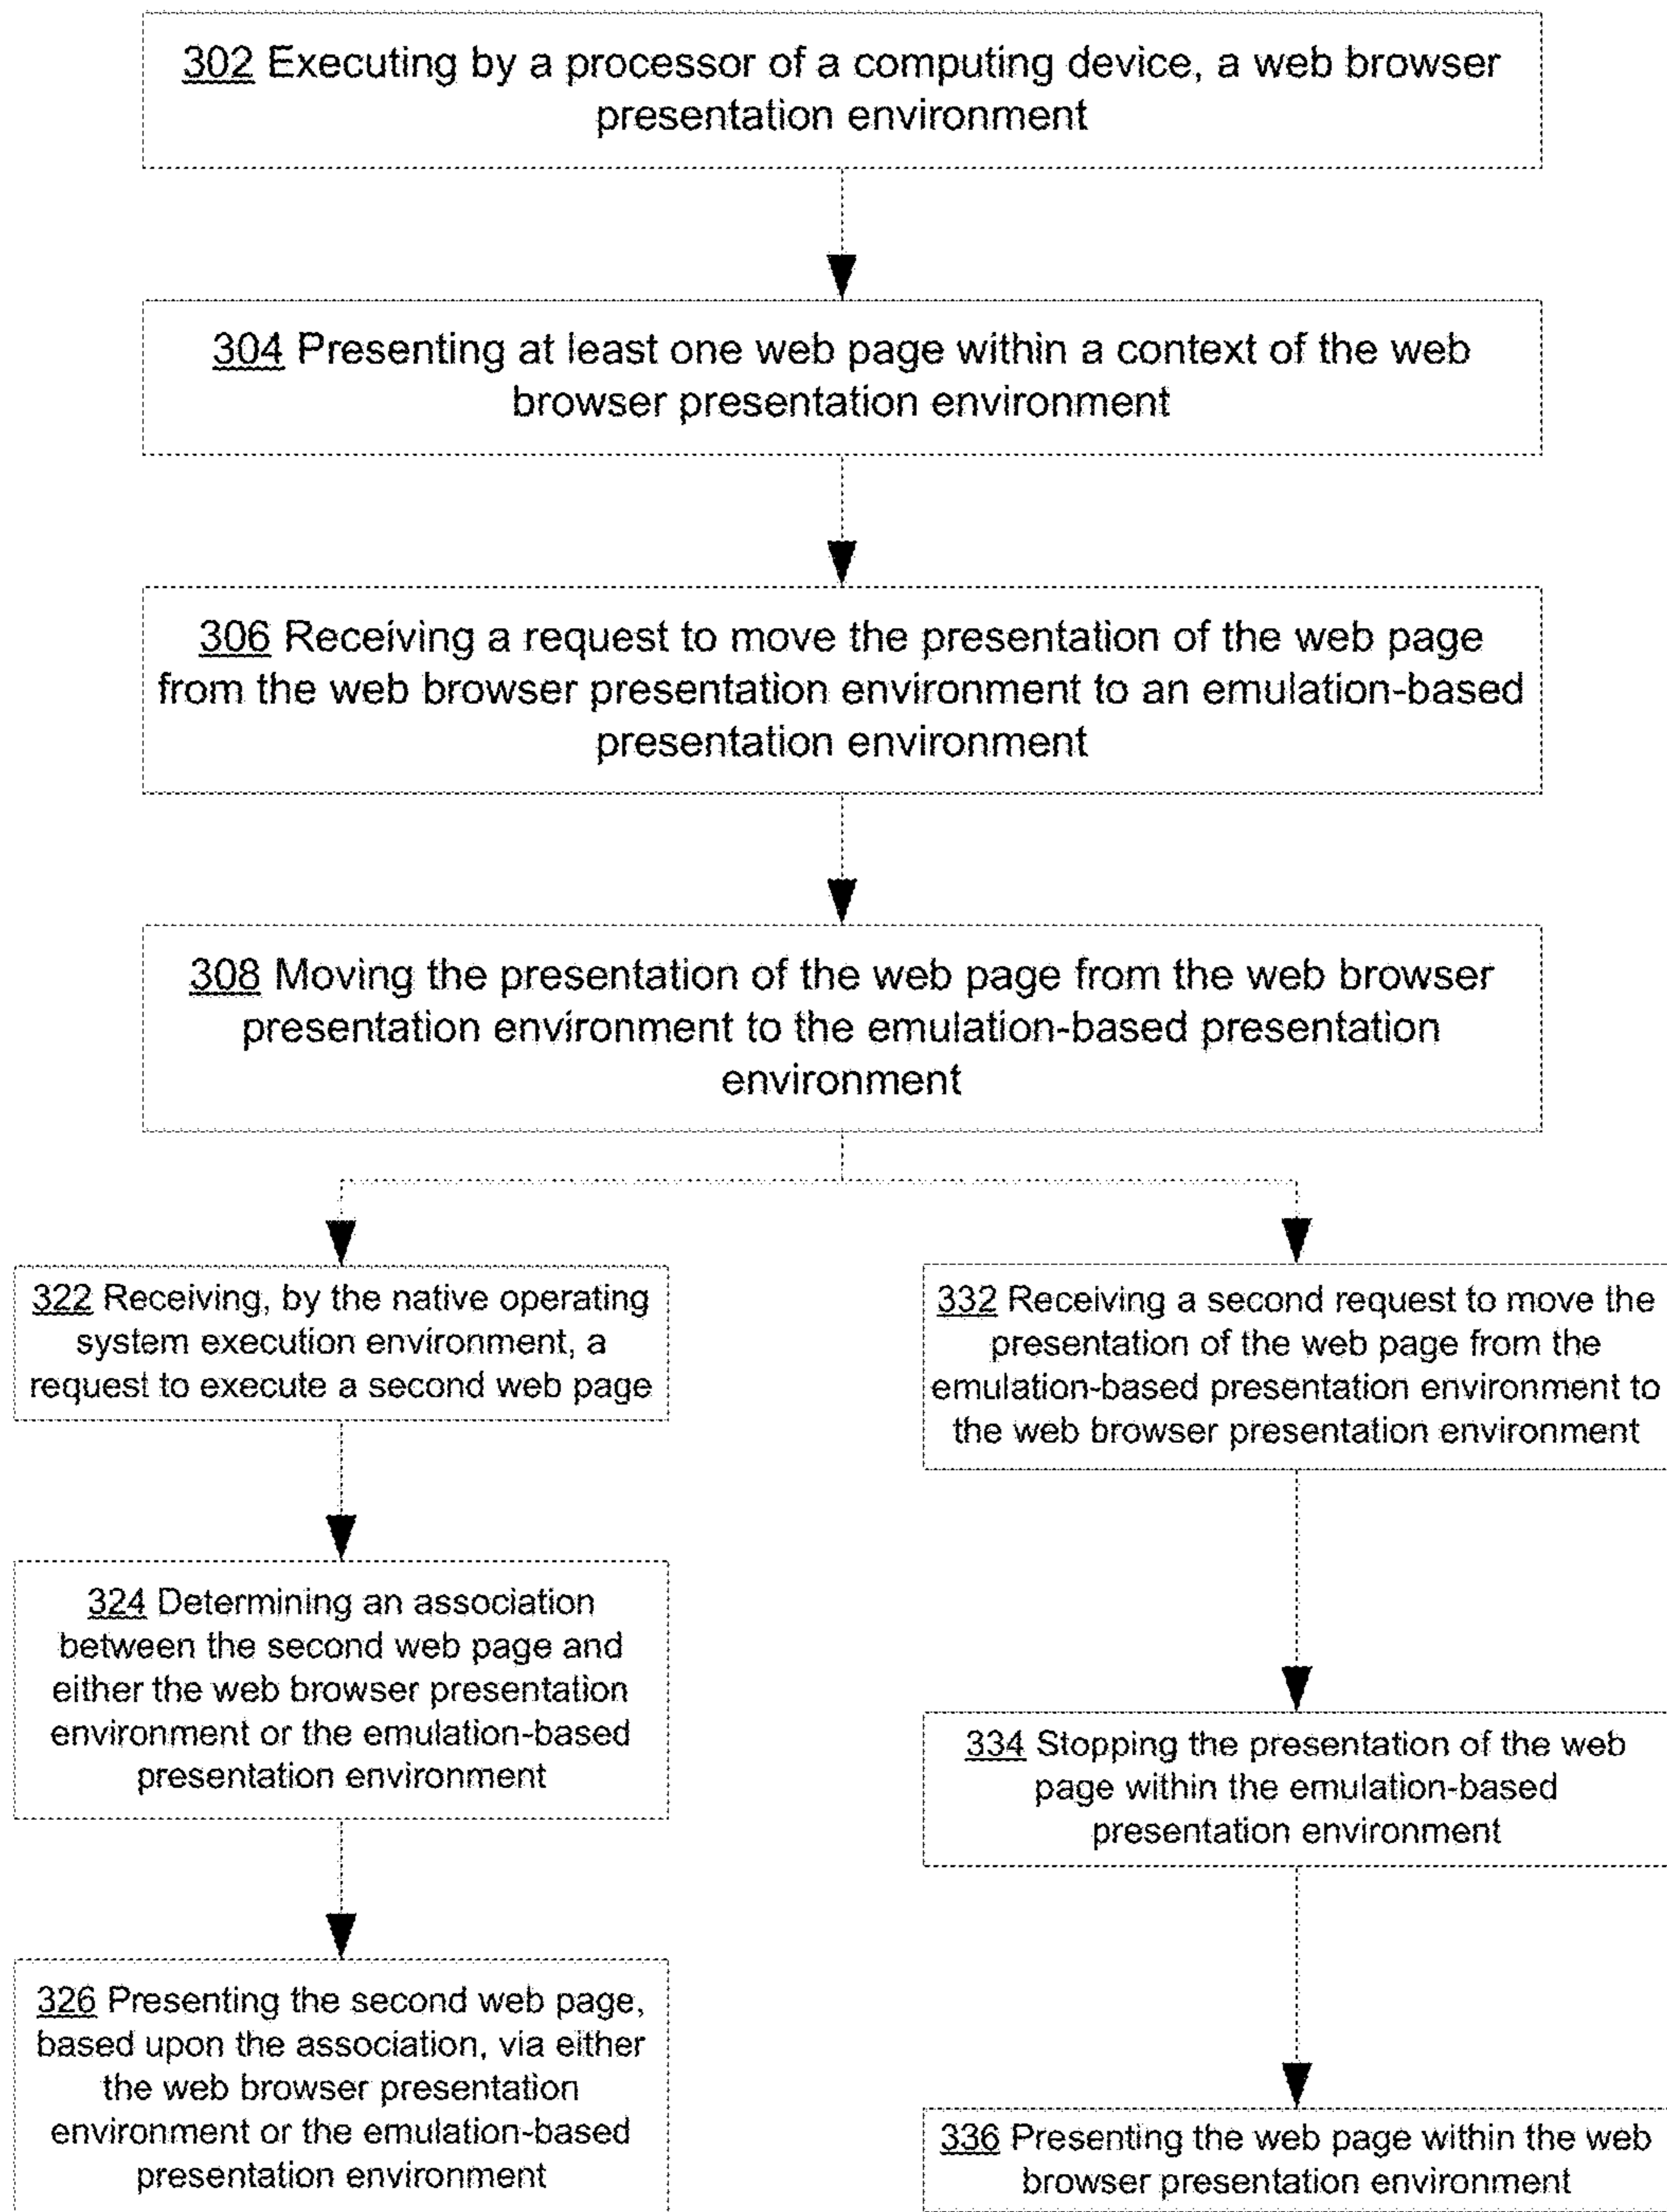 302 Executing by a processor of a computing device, a web browser
presentation environment
304 Presenting at least one web page within a context of the web
browser presentation environment
306 Receiving a request to move the presentation of the web page
from the web browser presentation environment to an emulation-based
presentation environment
308 Moving the presentation of the web page from the web browser
presentation environment to the emulation-based presentation
environment
322 Receiving, by the native operating
system execution environment, a
request to execute a second web page
324 Determining an association
between the second web page and
either the web browser presentation
environment or the emulation-based
presentation environment
326 Presenting the second web page,
based upon the association, via either
the web browser presentation
environment or the emulation-based
presentation environment
332 Receiving a second request to move the
presentation of the web page from the
emulation-based presentation environment to
the web browser presentation environment
334 Stopping the presentation of the web
page within the emulation-based
presentation environment
336 Presenting the web page within the web
browser presentation environment